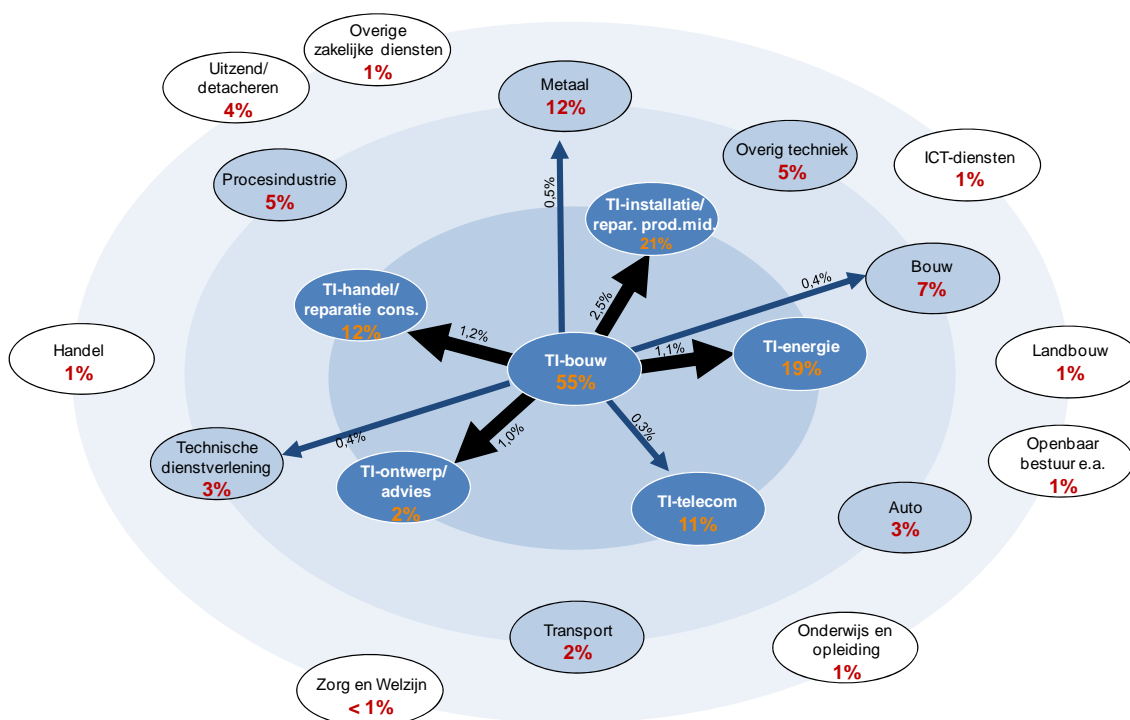 Overige
zakelijke diensten
1%
Uitzend/
detacheren
4%
Metaal
12%
Overig techniek
5%
ICT-diensten
1%
Procesindustrie
5%
0,5%
TI-installatie/
repar. prod.mid.
21%
Bouw
7%
0,4%
TI-handel/
reparatie cons.
12%
1,2%
2,5%
TI-bouw
55%
1,1%
TI-energie
19%
Handel
1%
Landbouw
1%
0,4%
1,0%
0,3%
Technische
dienstverlening
3%
TI-ontwerp/
advies
2%
TI-telecom
11%
Openbaar
bestuur e.a.
1%
Auto
3%
Transport
2%
Onderwijs en
opleiding
1%
Zorg en Welzijn
< 1%